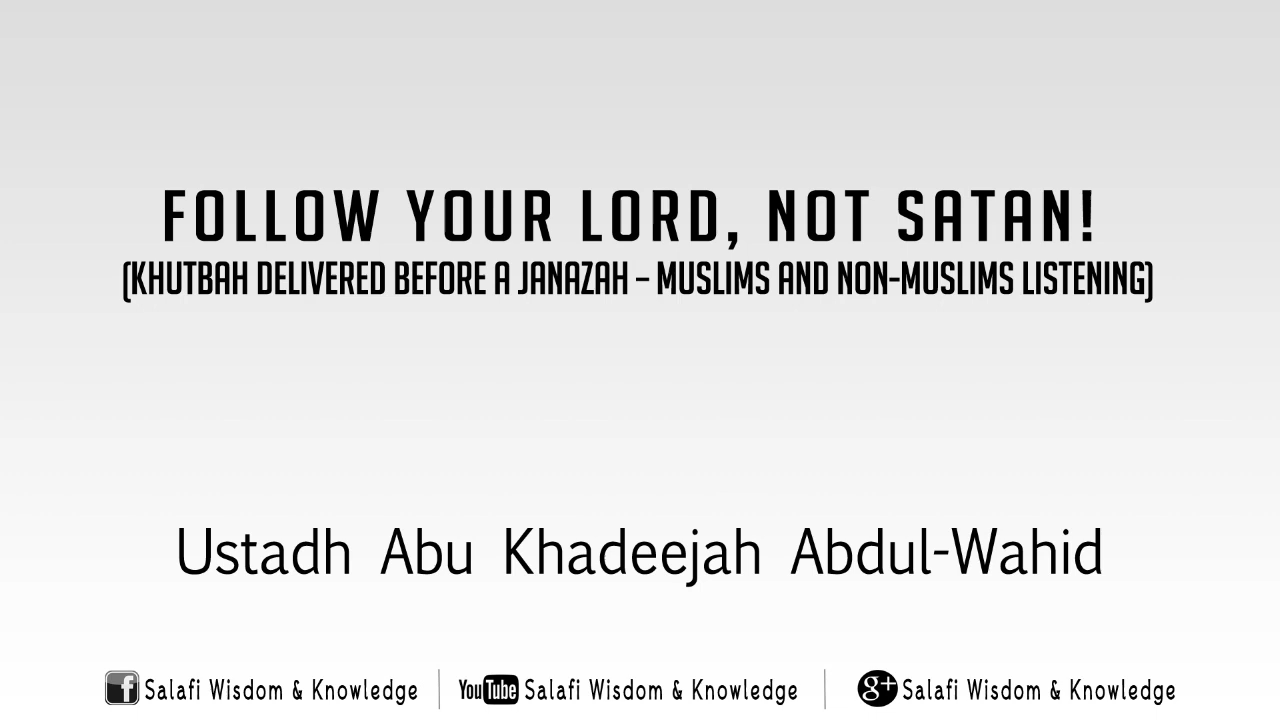 FOLLOW YOUR LORD, NOT SATAN!
(KHUTBAH DELIVERED BEFORE A JANAZAH – MUSLIMS AND NON-MUSLIMS LISTENING)
Ustadh Abu Khadeejah Abdul-Wahid
f Salafi Wisdom & Knowledge | YouTube Salafi Wisdom & Knowledge | g+ Salafi Wisdom & Knowledge